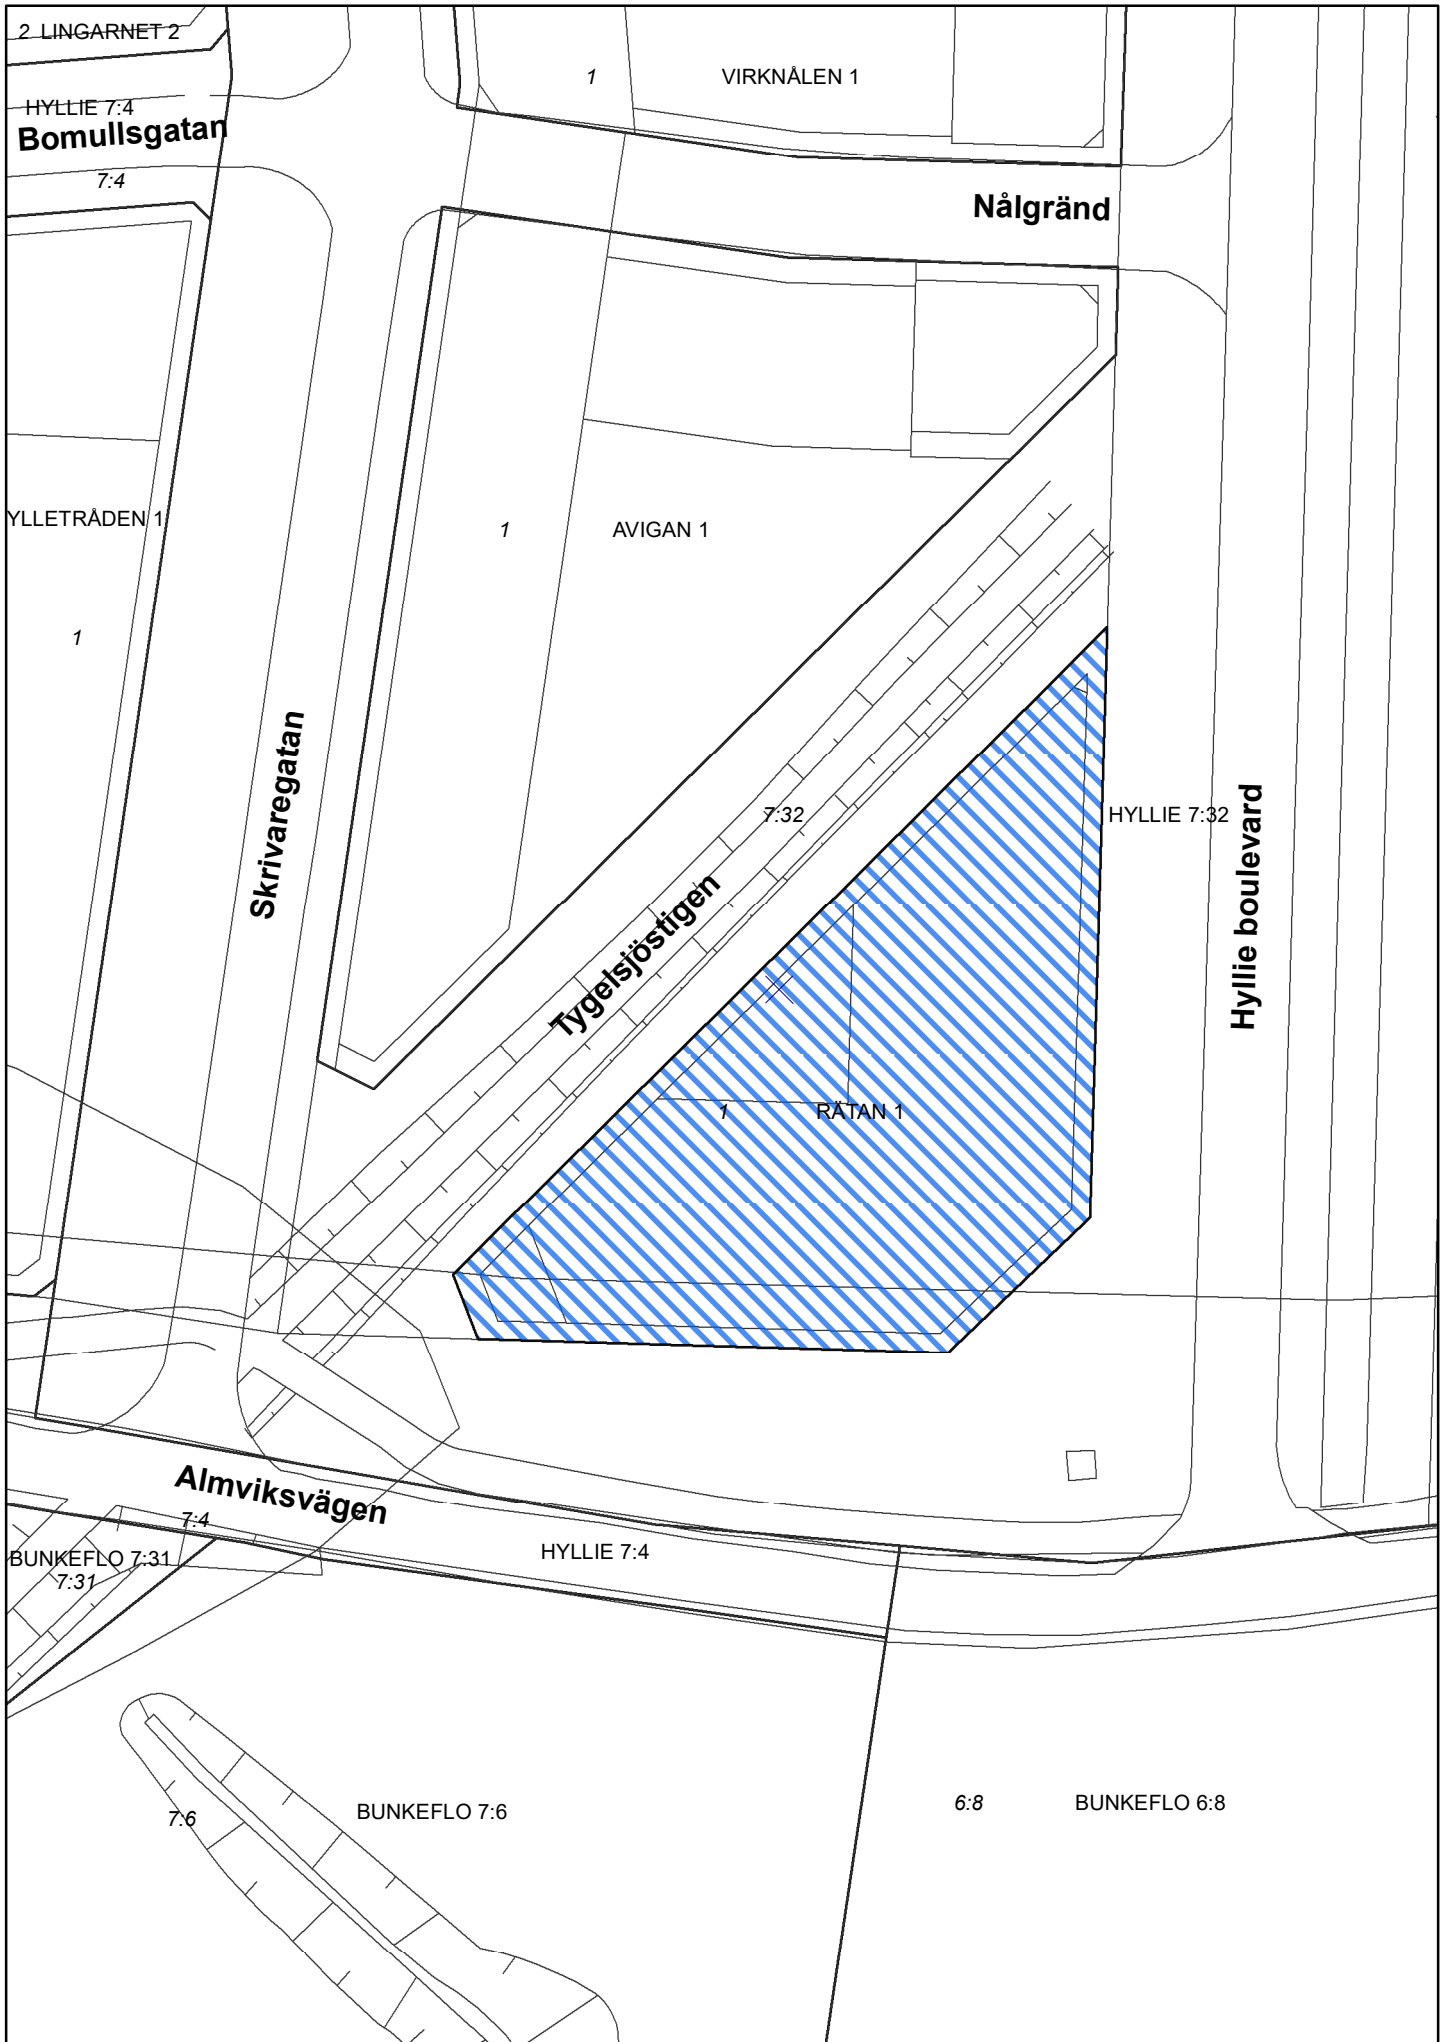 2 LINGARNET 2
1
VIRKNÅLEN 1
HYLLIE 7:4
Bomullsgatan
7:4
Nålgränd
YLLETRÅDEN 1
1
AVIGAN 1
1
Skrivaregatan
7:32
HYLLIE 7:32
Hyllie boulevard
Tygelsjöstigen
1
RÄTAN 1
Almviksvägen
7:4
HYLLIE 7:4
BUNKEFLO 7:31
7:31
6:8
BUNKEFLO 6:8
7:6
BUNKEFLO 7:6